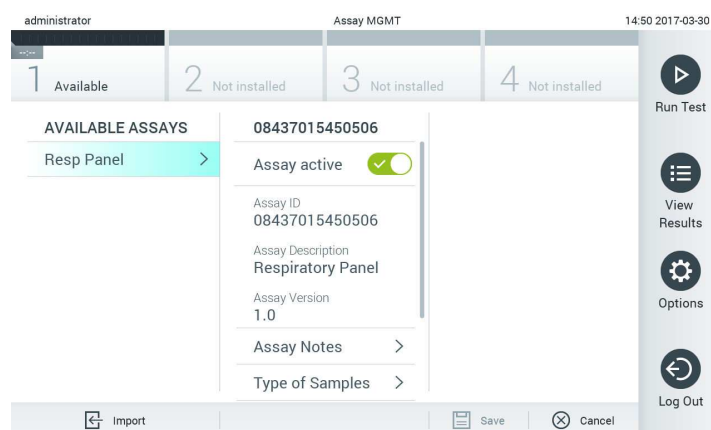 administrator Assay MGMT 14:50 2017-03-30
--:--
1 Available 2 Not installed 3 Not installed 4 Not installed
Run Test
AVAILABLE ASSAYS 08437015450506
Resp Panel Assay active
Assay ID
08437015450506
View
Results
Assay Description
Respiratory Panel
Assay Version
1.0
Options
Assay Notes
Type of Samples
Log Out
Import Save Cancel